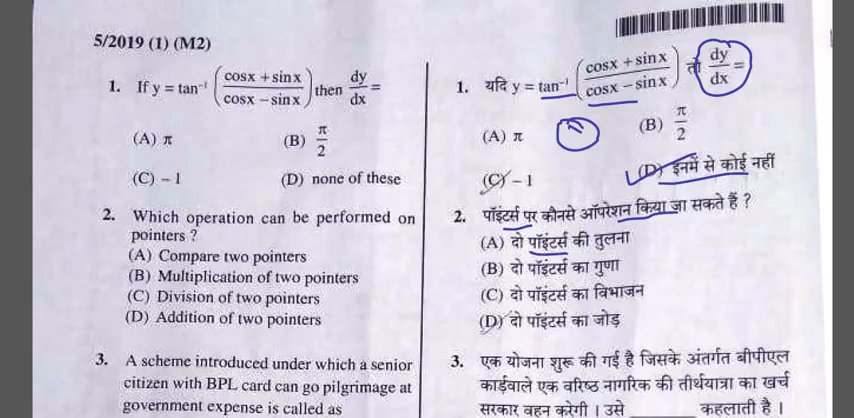 5/2019 (1) (M2)
1. If y = tan⁻¹ ((cosx + sinx)/(cosx − sinx)) then dy/dx =
(A) π (B) π/2
(C) − 1 (D) none of these
2. Which operation can be performed on
pointers ?
(A) Compare two pointers
(B) Multiplication of two pointers
(C) Division of two pointers
(D) Addition of two pointers
3. A scheme introduced under which a senior
citizen with BPL card can go pilgrimage at
government expense is called as
1. यदि y = tan⁻¹ ((cosx + sinx)/(cosx − sinx)) तो dy/dx =
(A) π (B) π/2
(C) − 1 (D) इनमें से कोई नहीं
2. पॉइंटर्स पर कौनसे ऑपरेशन किया जा सकते हैं ?
(A) दो पॉइंटर्स की तुलना
(B) दो पॉइंटर्स का गुणा
(C) दो पॉइंटर्स का विभाजन
(D) दो पॉइंटर्स का जोड़
3. एक योजना शुरू की गई है जिसके अंतर्गत बीपीएल
कार्डवाले एक वरिष्ठ नागरिक की तीर्थयात्रा का खर्च
सरकार वहन करेगी । उसे ______ कहलाती है ।